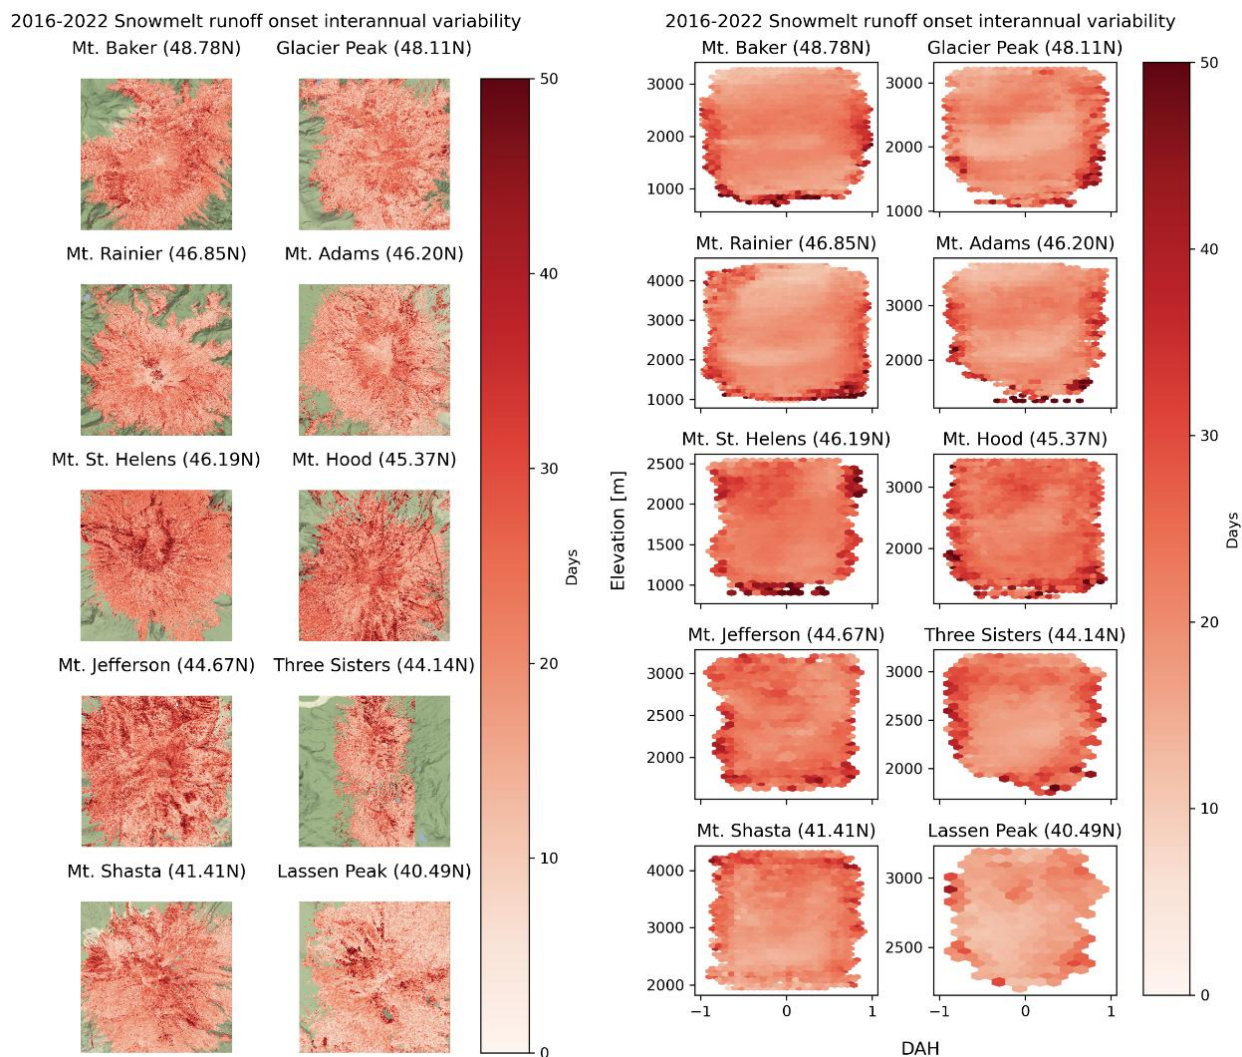 2016-2022 Snowmelt runoff onset interannual variability
Mt. Baker (48.78N) Glacier Peak (48.11N)
Mt. Rainier (46.85N) Mt. Adams (46.20N)
Mt. St. Helens (46.19N) Mt. Hood (45.37N)
Mt. Jefferson (44.67N) Three Sisters (44.14N)
Mt. Shasta (41.41N) Lassen Peak (40.49N)
50
40
30
20
10
0
Days
2016-2022 Snowmelt runoff onset interannual variability
Mt. Baker (48.78N) Glacier Peak (48.11N)
3000
2000
1000
3000
2000
1000
Mt. Rainier (46.85N) Mt. Adams (46.20N)
4000
3000
2000
1000
3000
2000
Mt. St. Helens (46.19N) Mt. Hood (45.37N)
2500
2000
1500
1000
3000
2000
Mt. Jefferson (44.67N) Three Sisters (44.14N)
3000
2500
2000
3000
2500
2000
Mt. Shasta (41.41N) Lassen Peak (40.49N)
4000
3000
2000
3000
2500
−1 0 1
−1 0 1
Elevation [m]
DAH
50
40
30
20
10
0
Days